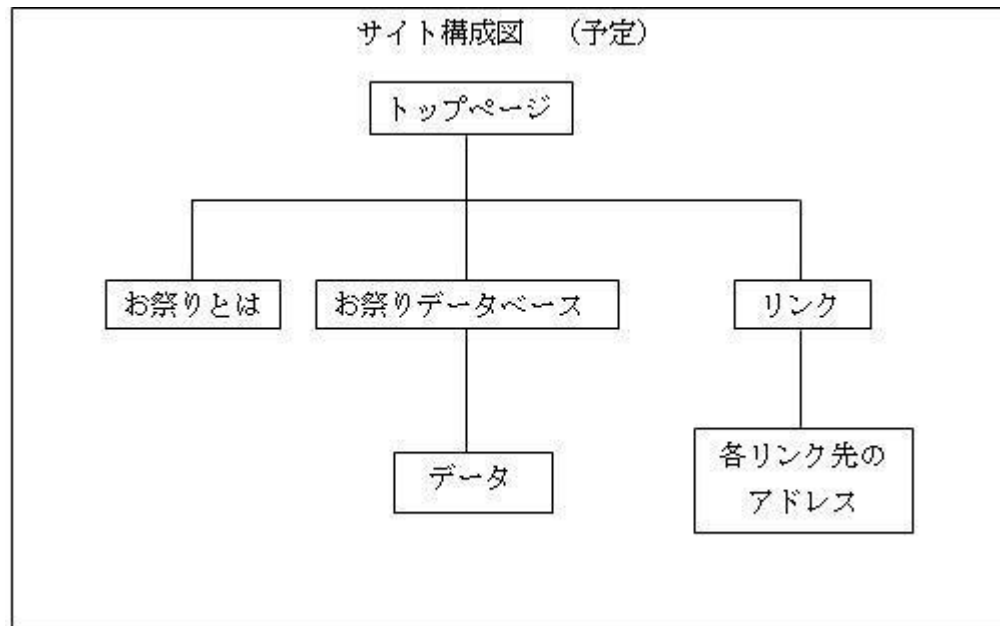 サイト構成図　（予定）
トップページ
お祭りとは
お祭りデータベース
リンク
データ
各リンク先の
アドレス